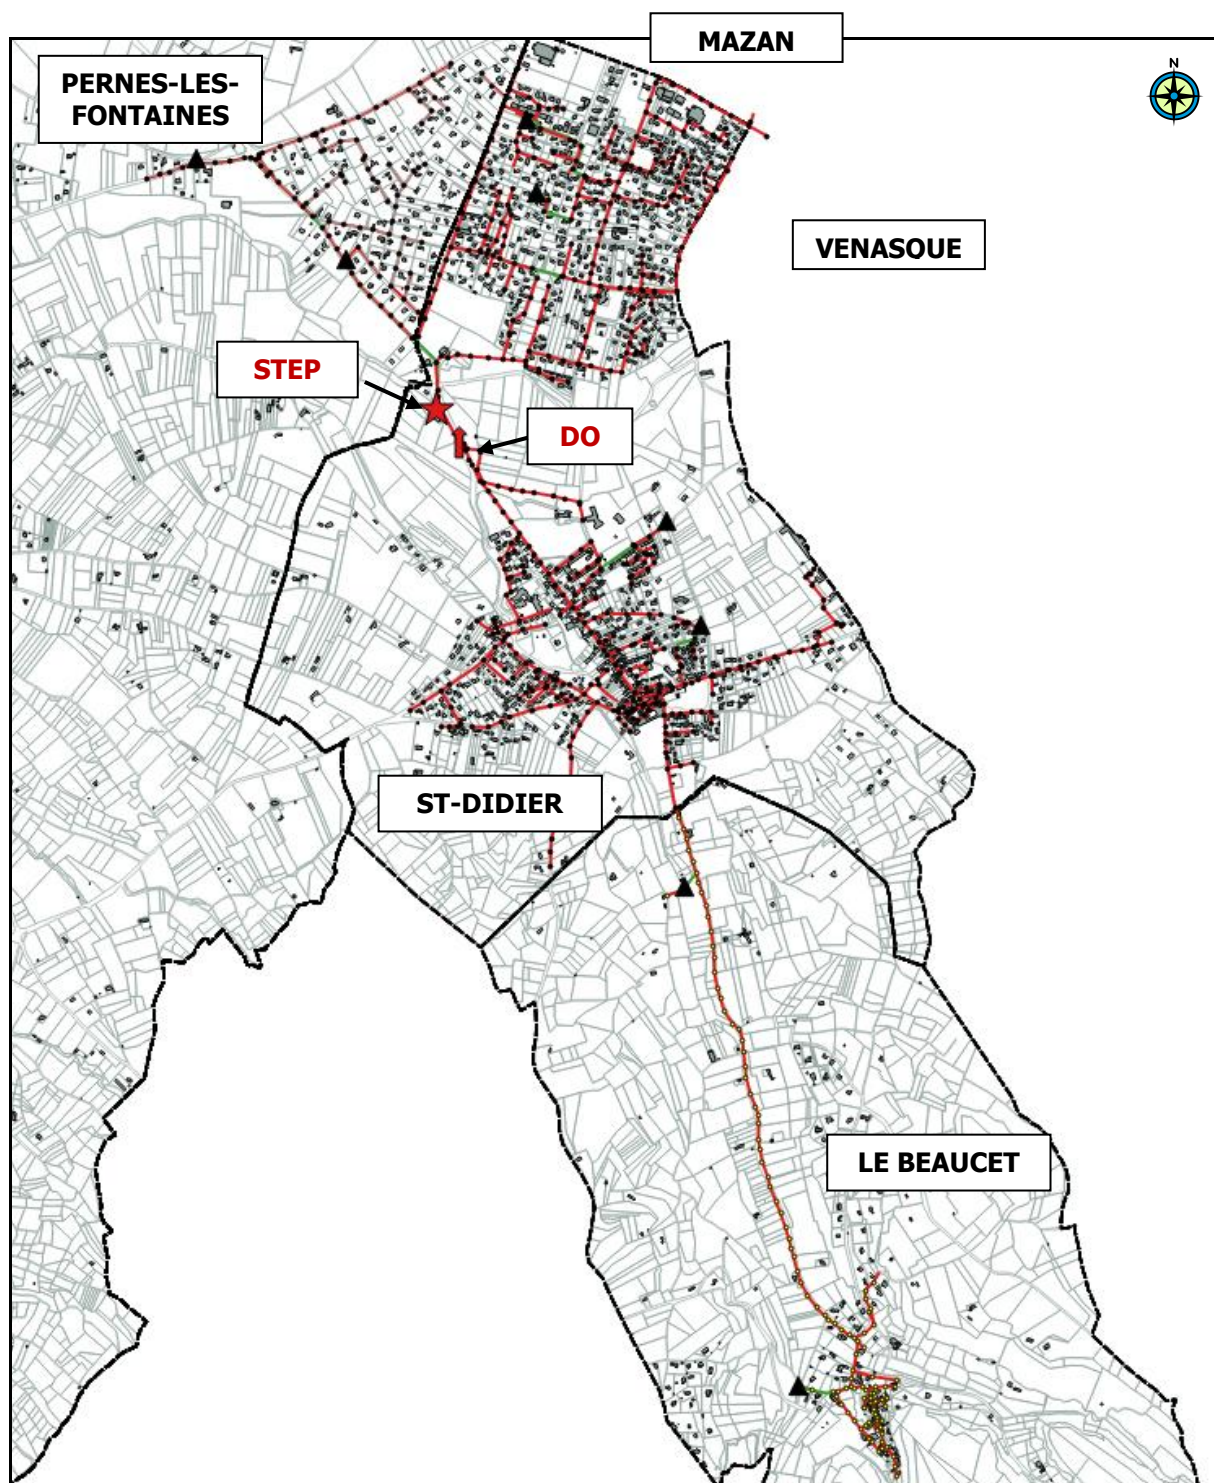 MAZAN
N
PERNES-LES-
FONTAINES
VENASQUE
STEP
DO
ST-DIDIER
LE BEAUCET